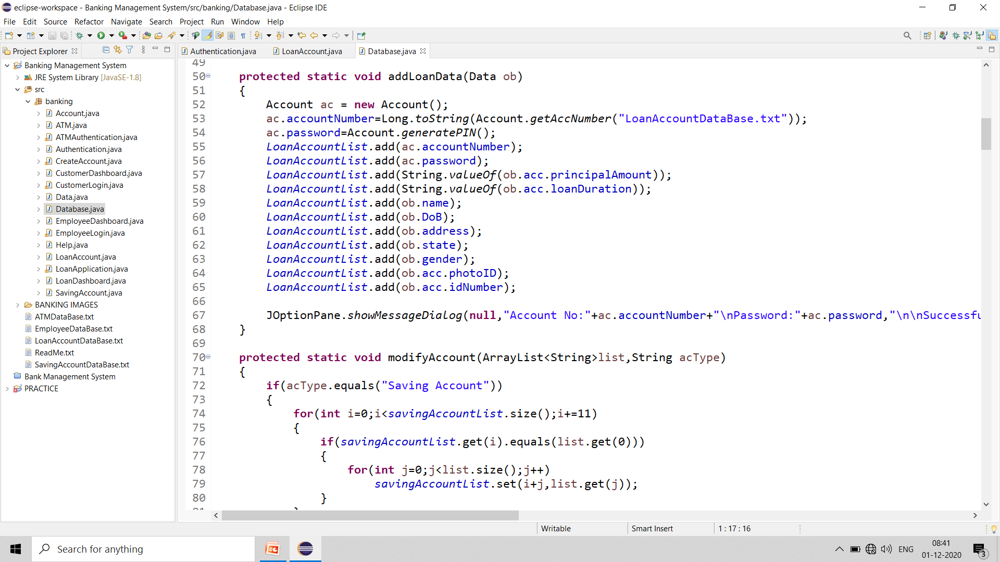 eclipse-workspace - Banking Management System/src/banking/Database.java - Eclipse IDE
File Edit Source Refactor Navigate Search Project Run Window Help
Project Explorer
Banking Management System
JRE System Library [JavaSE-1.8]
src
banking
Account.java
ATM.java
ATMAuthentication.java
Authentication.java
CreateAccount.java
CustomerDashboard.java
CustomerLogin.java
Data.java
Database.java
EmployeeDashboard.java
EmployeeLogin.java
Help.java
LoanAccount.java
LoanApplication.java
LoanDashboard.java
SavingAccount.java
BANKING IMAGES
ATMDataBase.txt
EmployeeDataBase.txt
LoanAccountDataBase.txt
ReadMe.txt
SavingAccountDataBase.txt
Bank Management System
PRACTICE
Authentication.java LoanAccount.java Database.java
49
50 protected static void addLoanData(Data ob)
51 {
52 Account ac = new Account();
53 ac.accountNumber=Long.toString(Account.getAccNumber("LoanAccountDataBase.txt"));
54 ac.password=Account.generatePIN();
55 LoanAccountList.add(ac.accountNumber);
56 LoanAccountList.add(ac.password);
57 LoanAccountList.add(String.valueOf(ob.acc.principalAmount));
58 LoanAccountList.add(String.valueOf(ob.acc.loanDuration));
59 LoanAccountList.add(ob.name);
60 LoanAccountList.add(ob.DoB);
61 LoanAccountList.add(ob.address);
62 LoanAccountList.add(ob.state);
63 LoanAccountList.add(ob.gender);
64 LoanAccountList.add(ob.acc.photoID);
65 LoanAccountList.add(ob.acc.idNumber);
66
67 JOptionPane.showMessageDialog(null,"Account No:"+ac.accountNumber+"\nPassword:"+ac.password,"\n\nSuccessfu
68 }
69
70 protected static void modifyAccount(ArrayList<String>list,String acType)
71 {
72 if(acType.equals("Saving Account"))
73 {
74 for(int i=0;i<savingAccountList.size();i+=11)
75 {
76 if(savingAccountList.get(i).equals(list.get(0)))
77 {
78 for(int j=0;j<list.size();j++)
79 savingAccountList.set(i+j,list.get(j));
80 }
Writable Smart Insert 1 : 17 : 16
Search for anything
ENG
08:41
01-12-2020
3